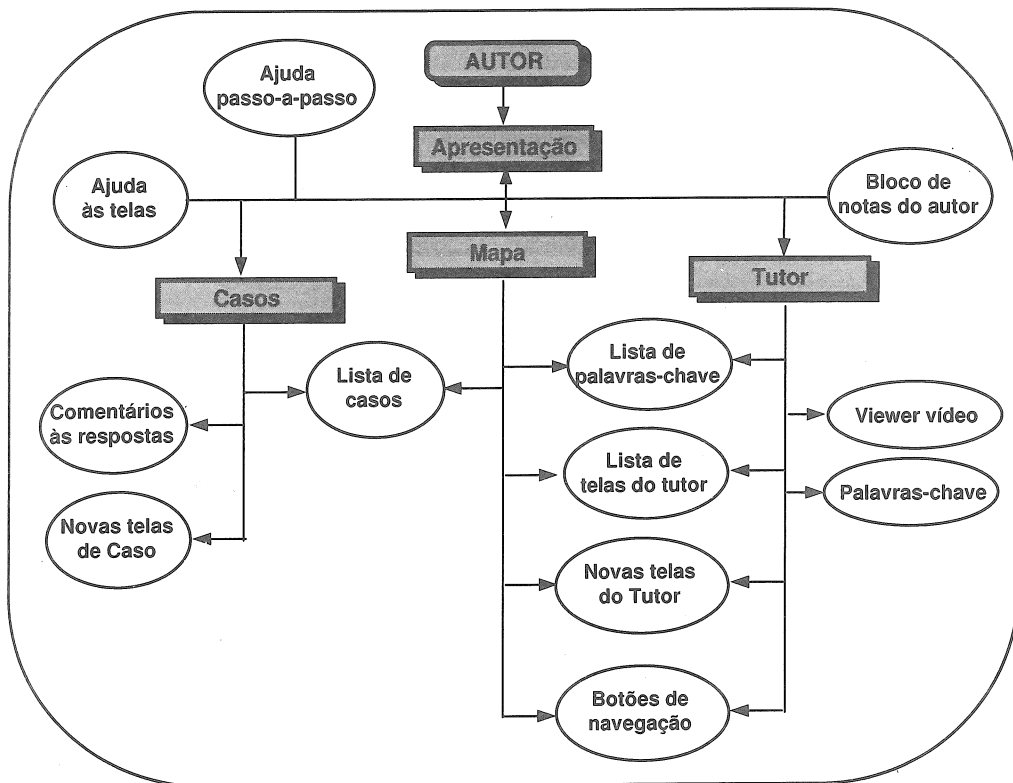 AUTOR
Ajuda
passo-a-passo
Apresentação
Ajuda
às telas
Bloco de
notas do autor
Mapa
Tutor
Casos
Lista de
palavras-chave
Lista de
casos
Comentários
às respostas
Viewer vídeo
Lista de
telas do tutor
Palavras-chave
Novas telas
de Caso
Novas telas
do Tutor
Botões de
navegação